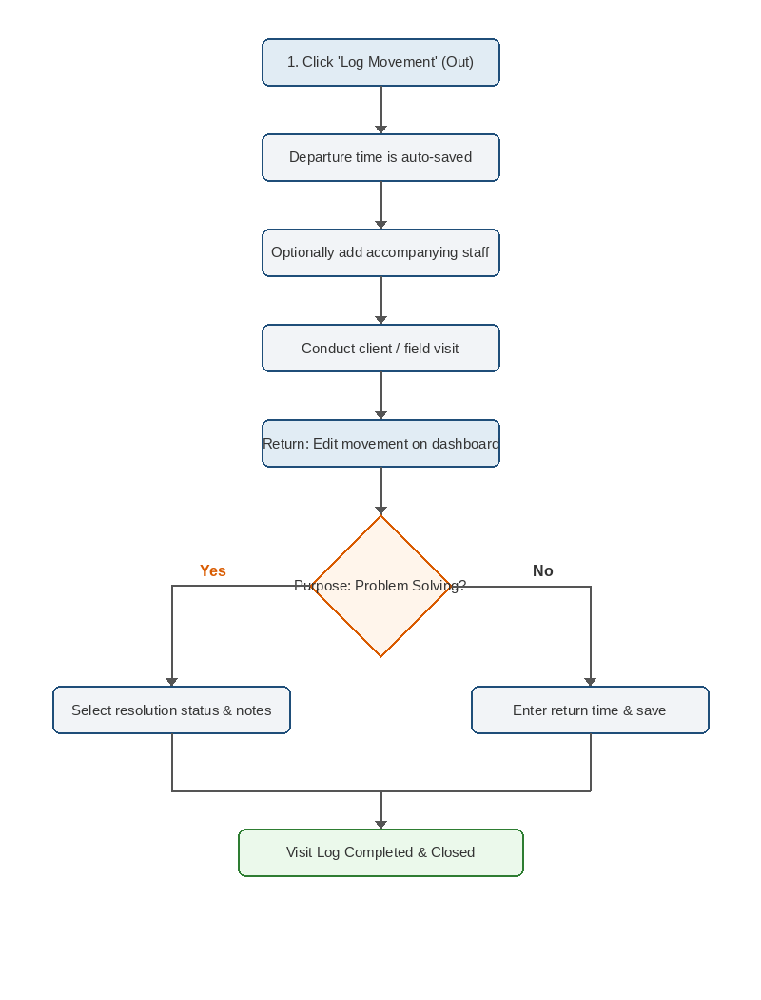 1. Click 'Log Movement' (Out)
Departure time is auto-saved
Optionally add accompanying staff
Conduct client / field visit
Return: Edit movement on dashboard
Purpose: Problem Solving?
Yes
No
Select resolution status & notes
Enter return time & save
Visit Log Completed & Closed